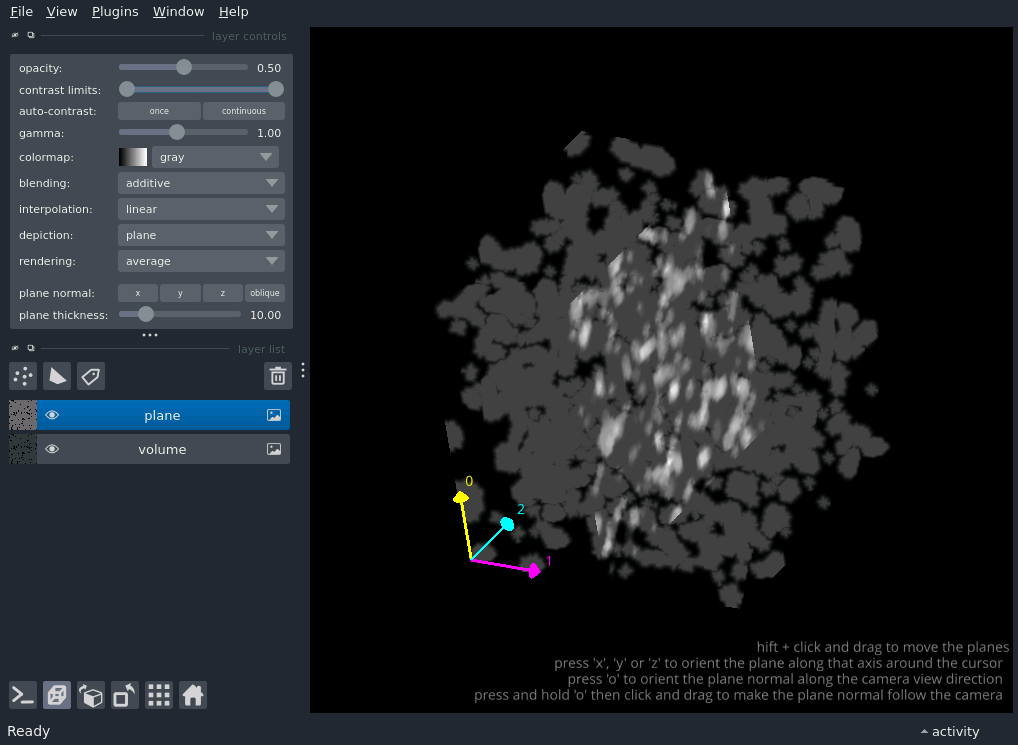 File View Plugins Window Help
layer controls
opacity: 0.50
contrast limits:
auto-contrast: once continuous
gamma: 1.00
colormap: gray
blending: additive
interpolation: linear
depiction: plane
rendering: average
plane normal: x y z oblique
plane thickness: 10.00
layer list
plane
volume
0
2
1
hift + click and drag to move the planes
press 'x', 'y' or 'z' to orient the plane along that axis around the cursor
press 'o' to orient the plane normal along the camera view direction
press and hold 'o' then click and drag to make the plane normal follow the camera
Ready activity